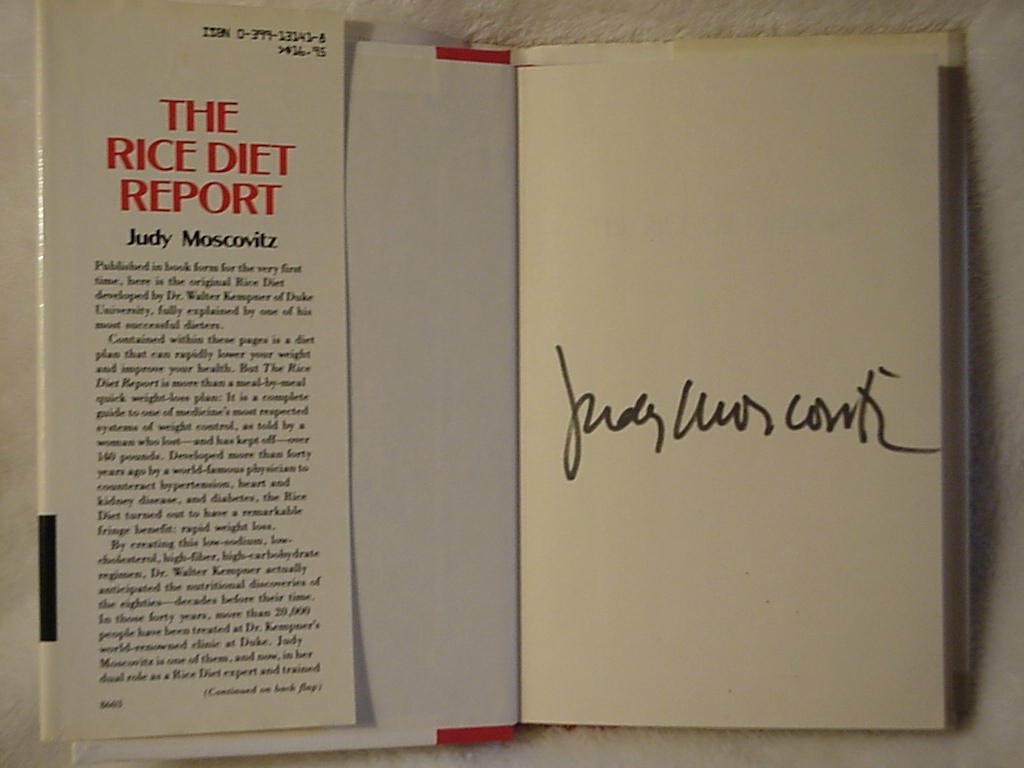 ISBN 0-399-13141-8
>$16.95
THE
RICE DIET
REPORT
Judy Moscovitz
Published in book form for the very first
time, here is the original Rice Diet
developed by Dr. Walter Kempner of Duke
University, fully explained by one of his
most successful dieters.
Contained within these pages is a diet
plan that can rapidly lower your weight
and improve your health. But The Rice
Diet Report is more than a meal-by-meal
quick weight-loss plan: It is a complete
guide to one of medicine's most respected
systems of weight control, as told by a
woman who lost—and has kept off—over
140 pounds. Developed more than forty
years ago by a world-famous physician to
counteract hypertension, heart and
kidney disease, and diabetes, the Rice
Diet turned out to have a remarkable
fringe benefit: rapid weight loss.
By creating this low-sodium, low-
cholesterol, high-fiber, high-carbohydrate
regimen, Dr. Walter Kempner actually
anticipated the nutritional discoveries of
the eighties—decades before their time.
In those forty years, more than 20,000
people have been treated at Dr. Kempner's
world-renowned clinic at Duke. Judy
Moscovitz is one of them, and now, in her
dual role as a Rice Diet expert and trained
(Continued on back flap)
8605
Judy Moscovitz